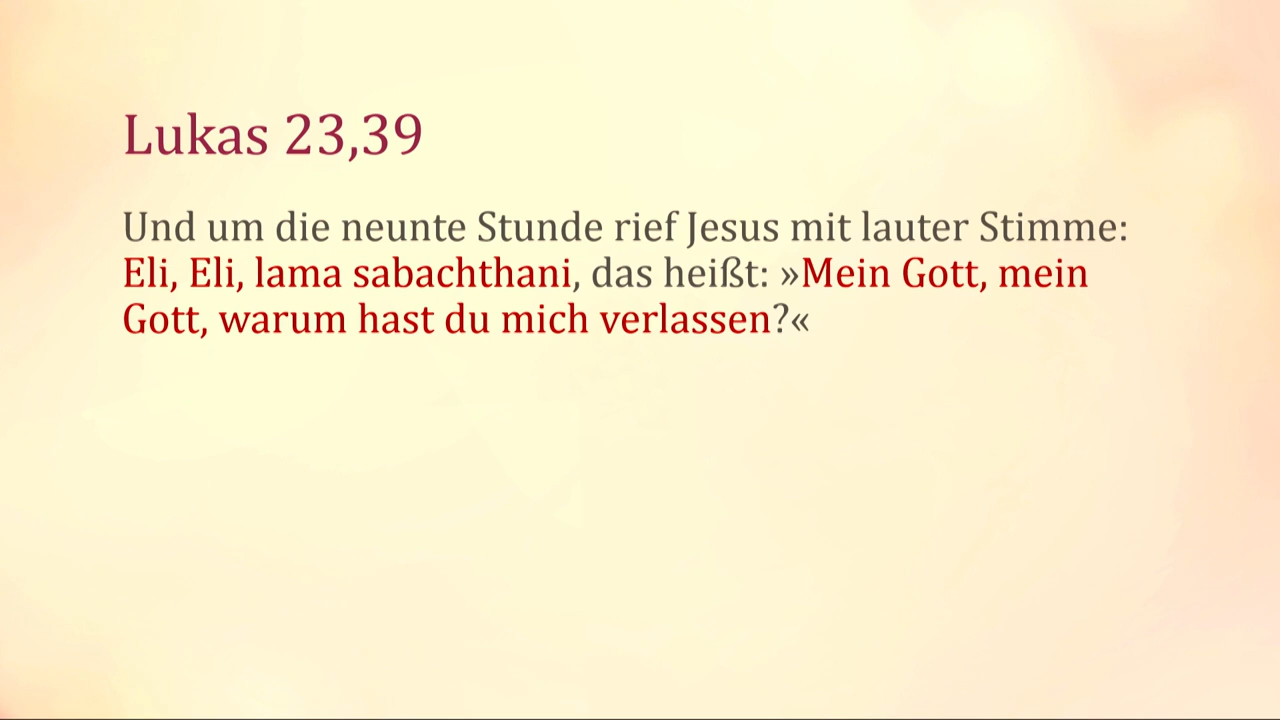 Lukas 23,39
Und um die neunte Stunde rief Jesus mit lauter Stimme:
Eli, Eli, lama sabachthani, das heißt: »Mein Gott, mein
Gott, warum hast du mich verlassen?«